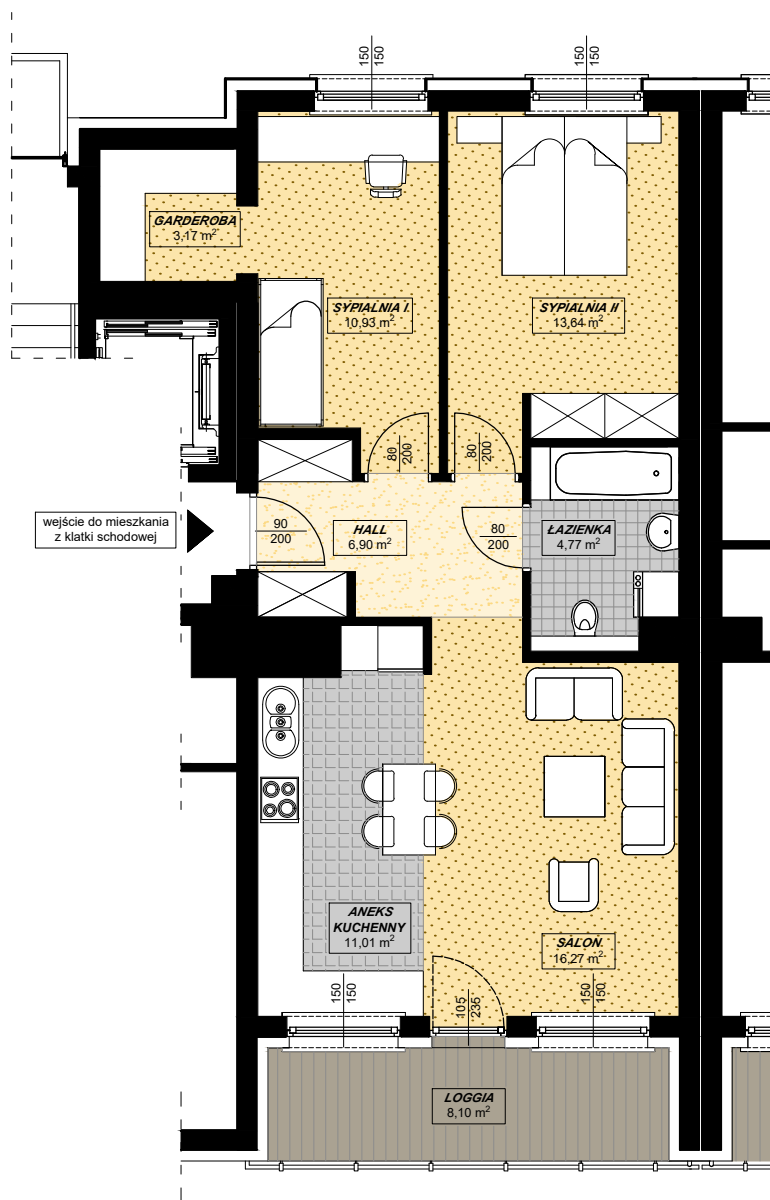 150
150
150
150
GARDEROBA
3,17 m²
SYPIALNIA I.
10,93 m²
SYPIALNIA II
13,64 m²
80
200
80
200
wejście do mieszkania
z klatki schodowej
90
200
HALL
6,90 m²
80
200
ŁAZIENKA
4,77 m²
ANEKS
KUCHENNY
11,01 m²
SALON
16,27 m²
150
150
105
235
150
150
LOGGIA
8,10 m²